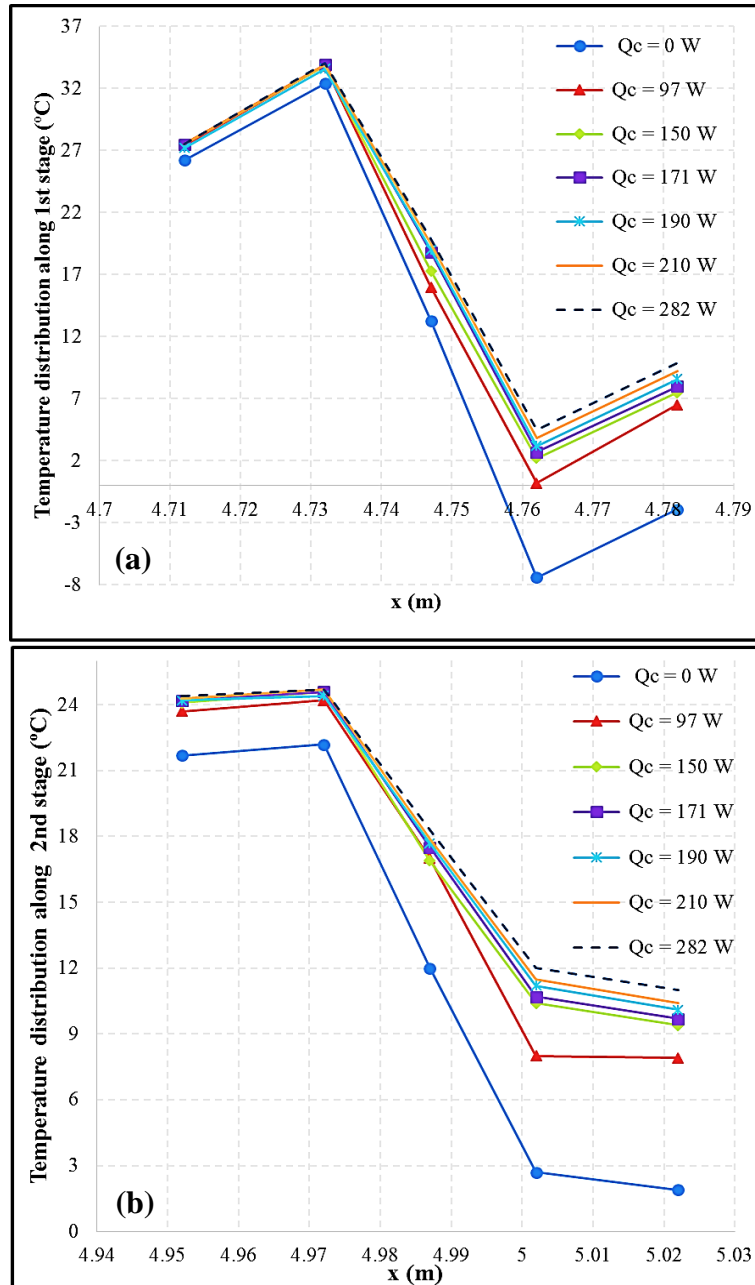 Temperature distribution along 1st stage (ºC)
37
32
27
22
17
12
7
2
-3
-8
4.7
4.71
4.72
4.73
4.74
4.75
4.76
4.77
4.78
4.79
x (m)
(a)
Qc = 0 W
Qc = 97 W
Qc = 150 W
Qc = 171 W
Qc = 190 W
Qc = 210 W
Qc = 282 W
Temperature distribution along 2nd stage (ºC)
24
21
18
15
12
9
6
3
0
4.94
4.95
4.96
4.97
4.98
4.99
5
5.01
5.02
5.03
x (m)
(b)
Qc = 0 W
Qc = 97 W
Qc = 150 W
Qc = 171 W
Qc = 190 W
Qc = 210 W
Qc = 282 W